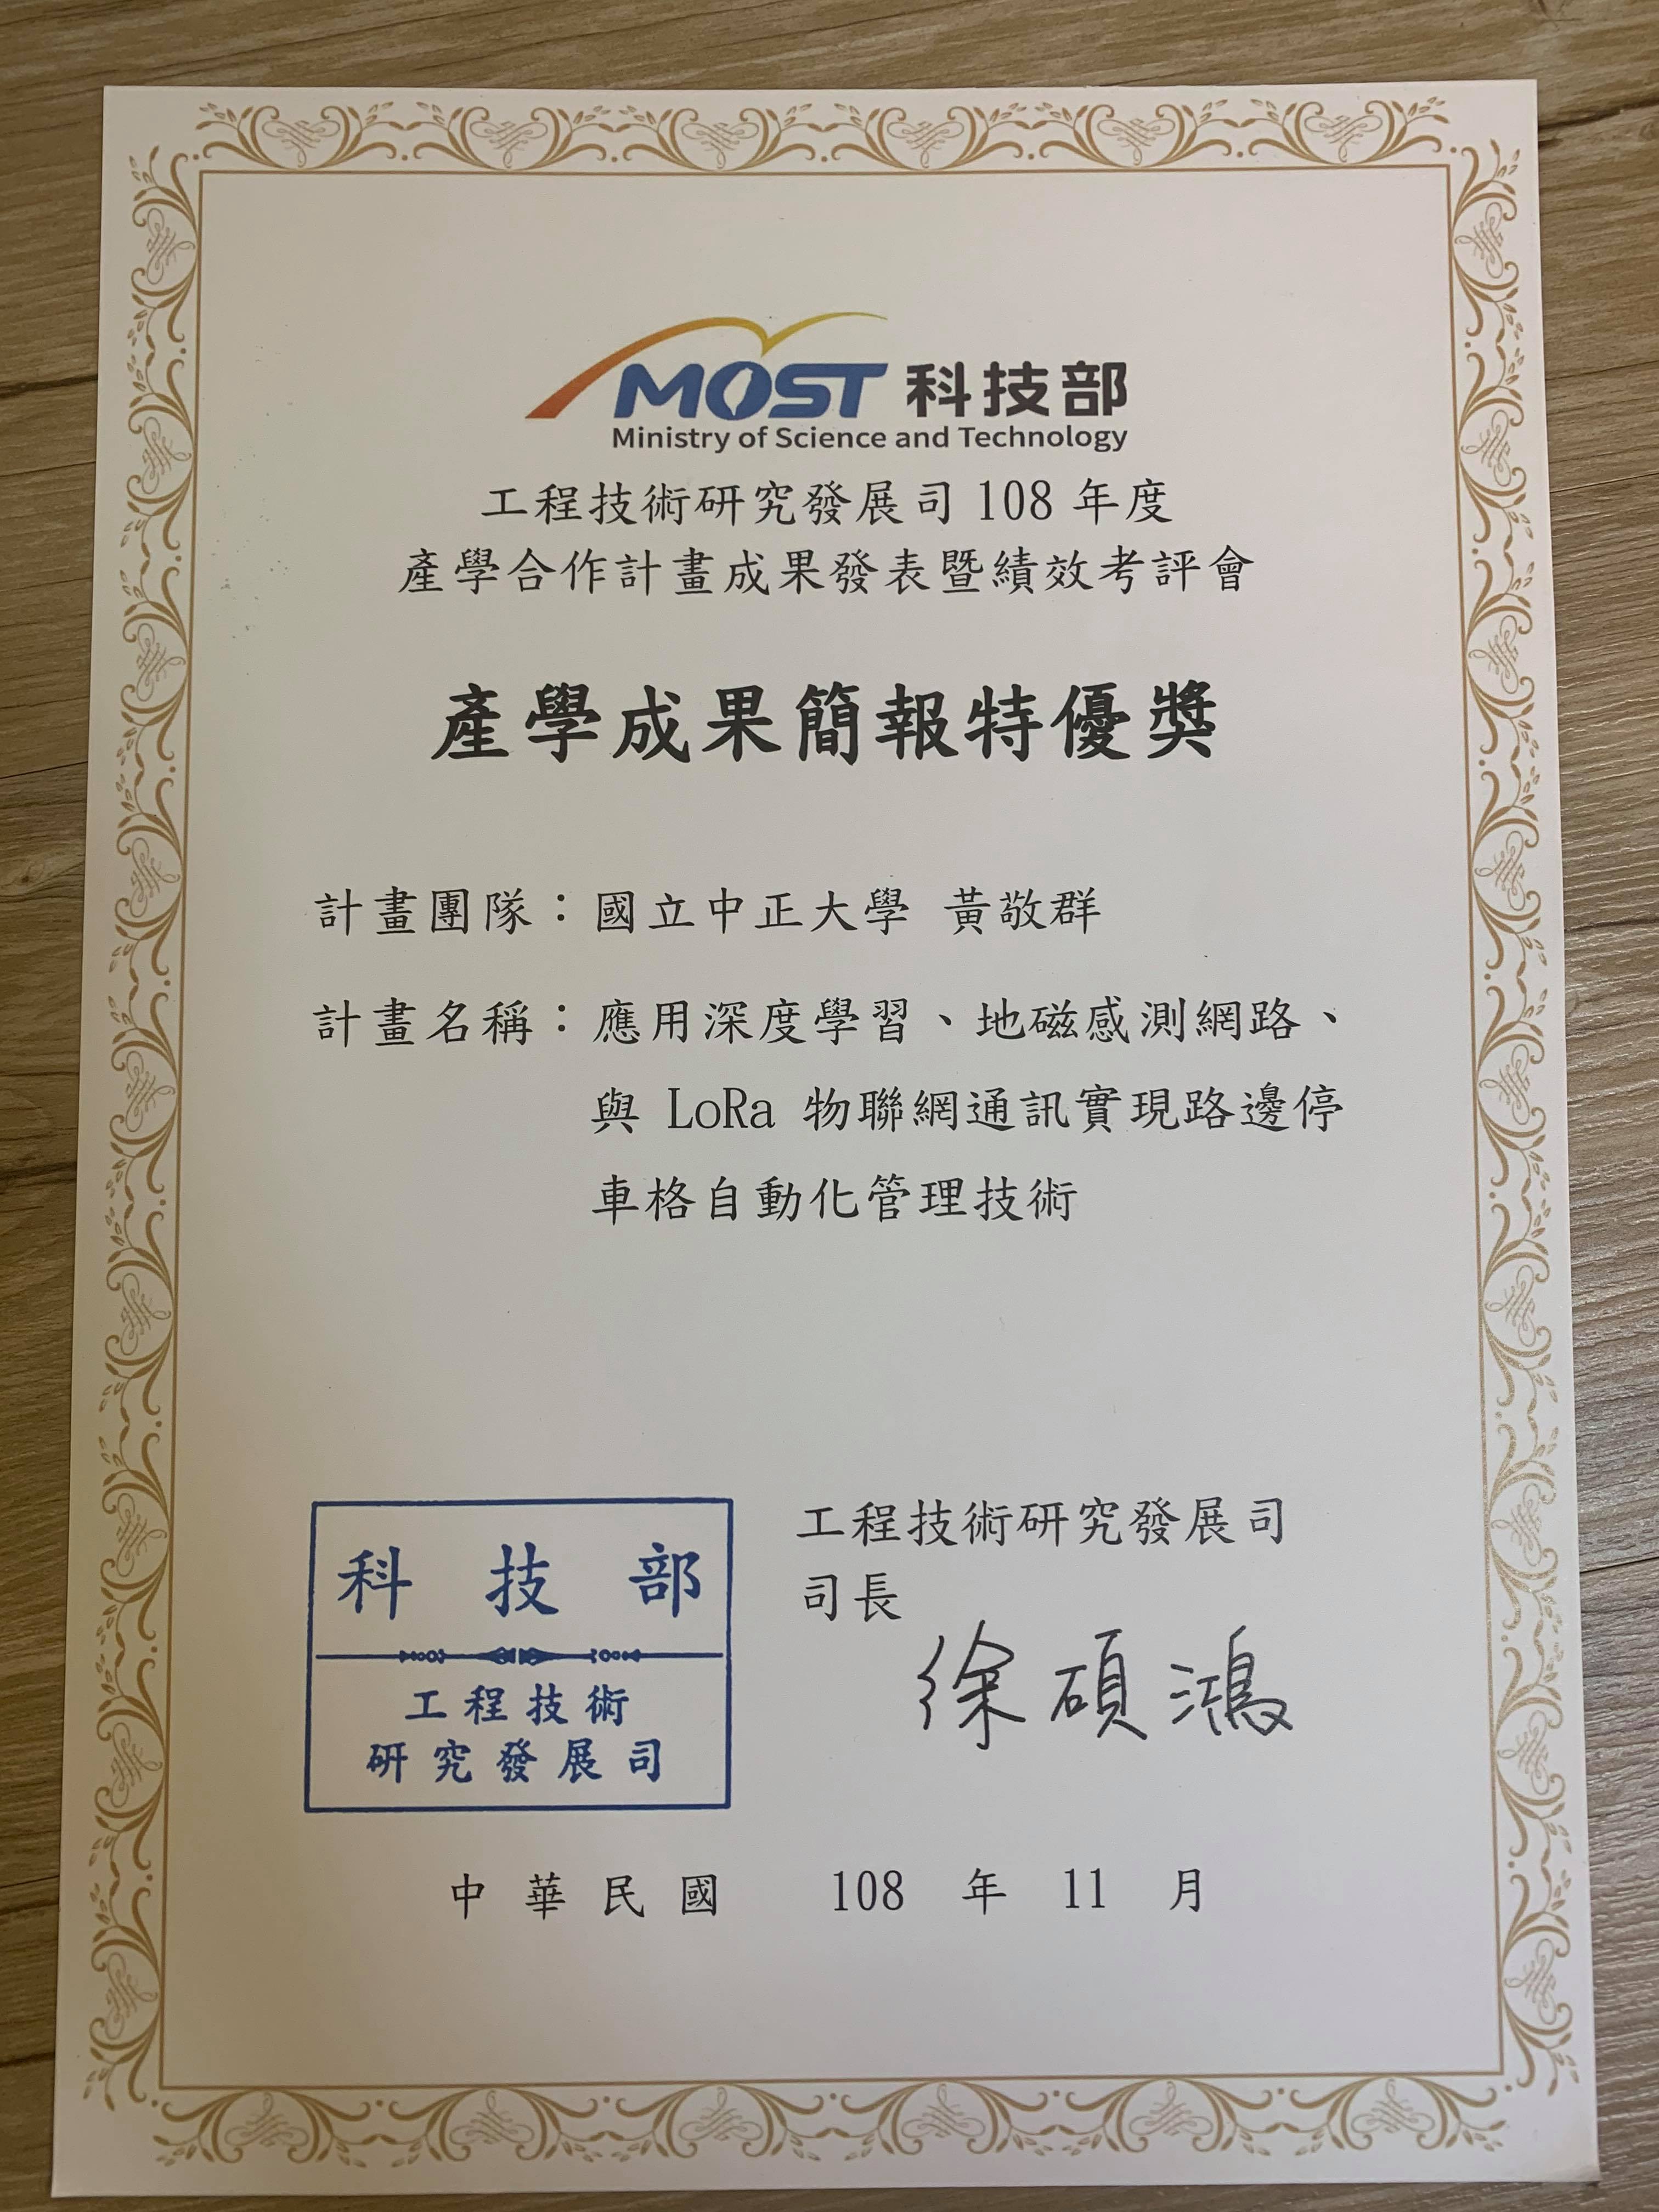 MOST 科技部
Ministry of Science and Technology
工程技術研究發展司 108 年度
產學合作計畫成果發表暨績效考評會
產學成果簡報特優獎
計畫團隊：國立中正大學 黃敬群
計畫名稱：應用深度學習、地磁感測網路、
與 LoRa 物聯網通訊實現路邊停
車格自動化管理技術
工程技術研究發展司
司長
徐碩鴻
科技部
工程技術
研究發展司
中華民國 108 年 11 月